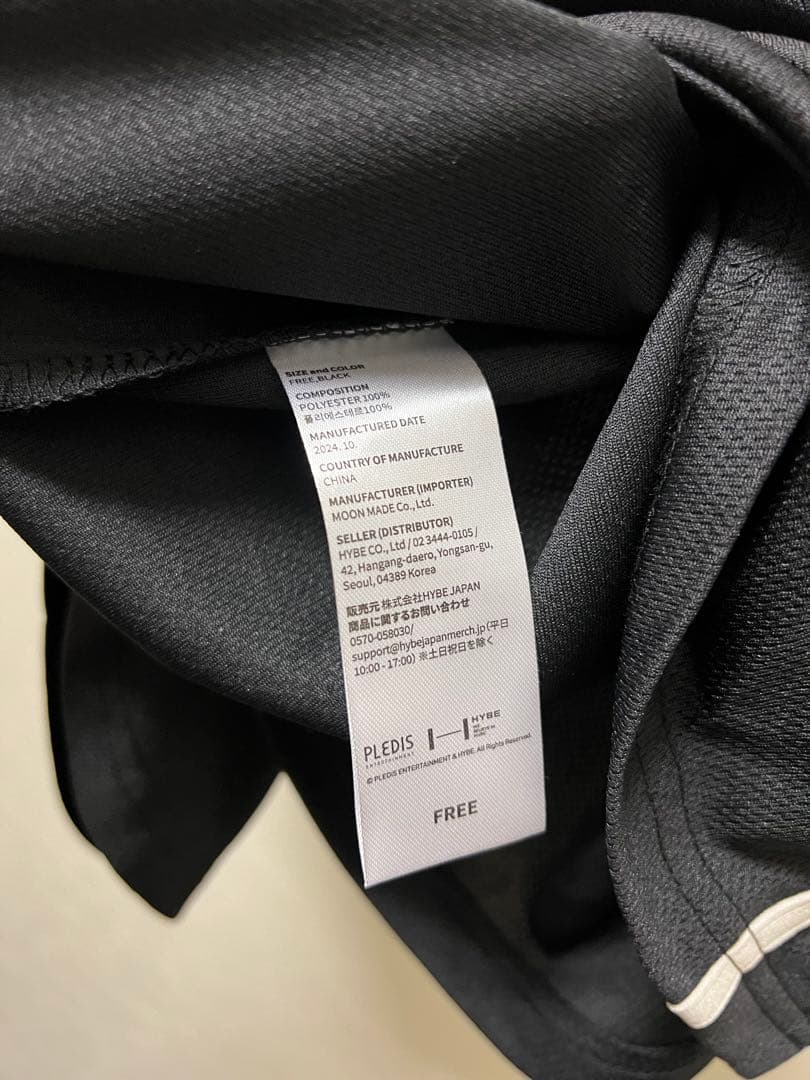 SIZE and COLOR
FREE, BLACK
COMPOSITION
POLYESTER 100%
폴리에스테르100%
MANUFACTURED DATE
2024.10.
COUNTRY OF MANUFACTURE
CHINA
MANUFACTURER (IMPORTER)
MOON MADE Co., Ltd.
SELLER (DISTRIBUTOR)
HYBE CO., Ltd / 02 3444-0105 /
42, Hangang-daero, Yongsan-gu,
Seoul, 04389 Korea
販売元 株式会社HYBE JAPAN
商品に関するお問い合わせ
0570-058030/
support@hybejapanmerch.jp (平日
10:00 - 17:00) ※土日祝日を除く
PLEDIS
ENTERTAINMENT
HYBE
WE
BELIEVE IN
MUSIC
© PLEDIS ENTERTAINMENT & HYBE. All Rights Reserved.
FREE